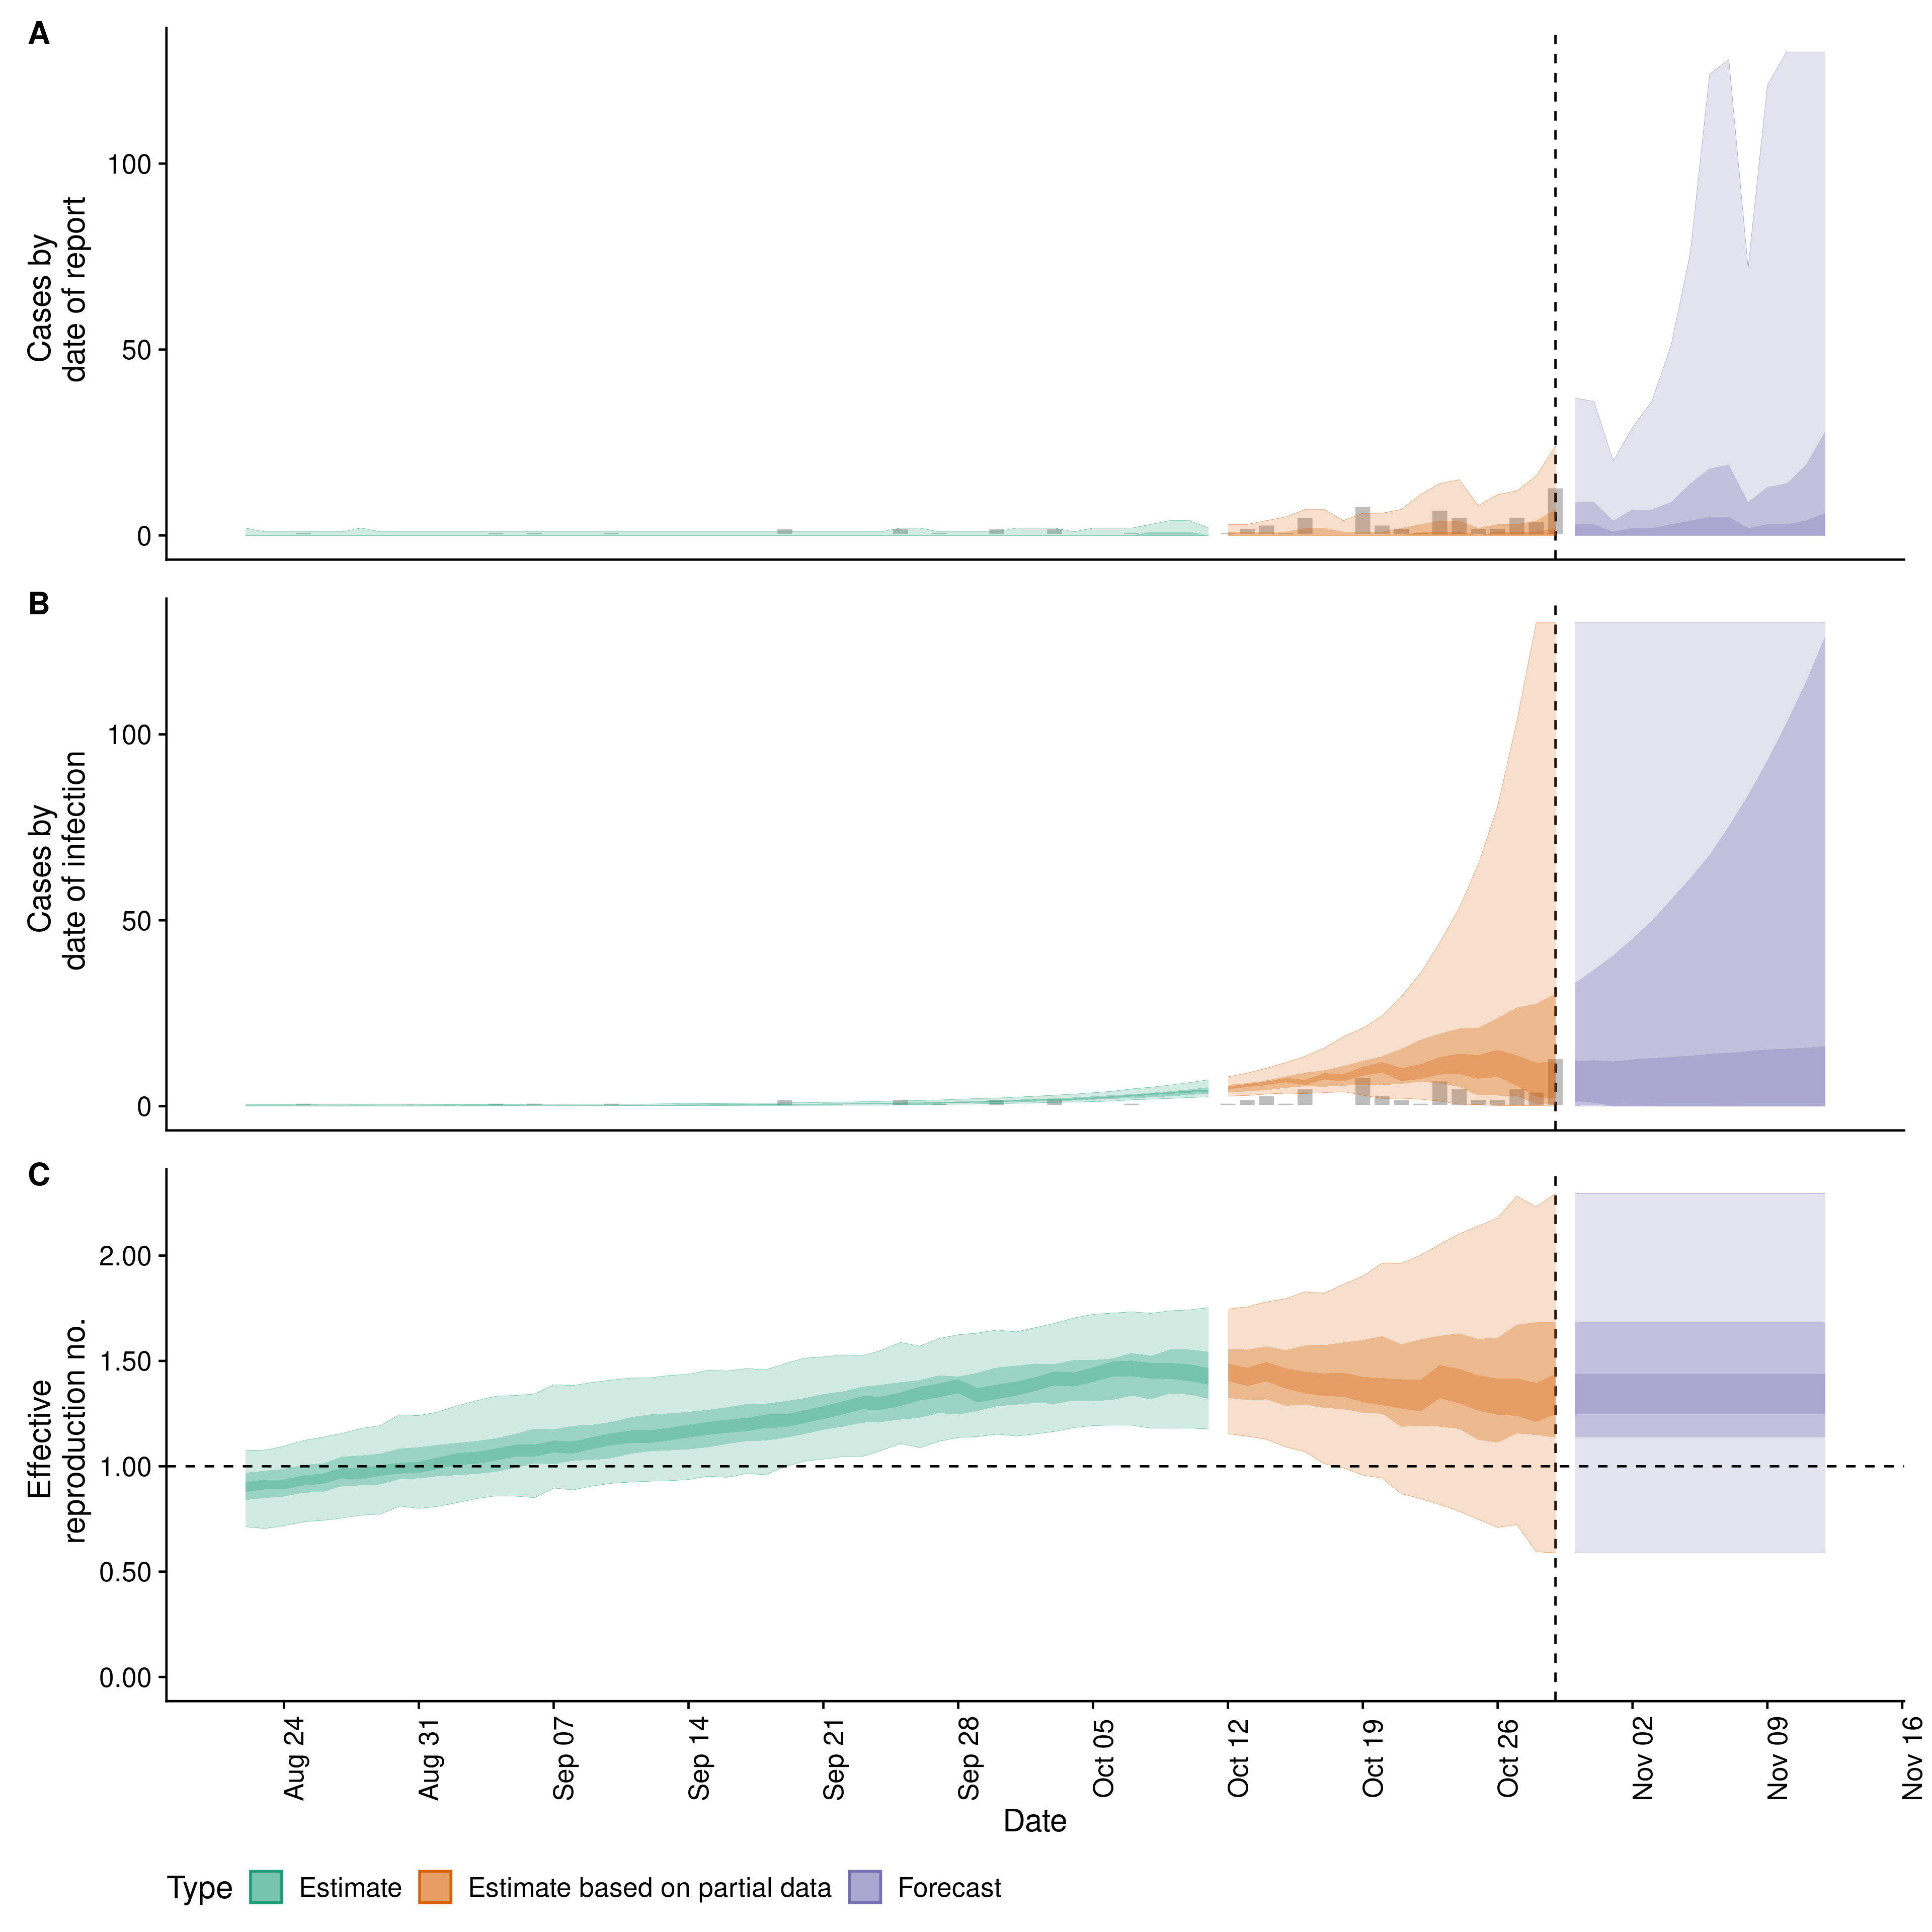 A
Cases by
date of report
100
50
0
B
Cases by
date of infection
100
50
0
C
Effective
reproduction no.
2.00
1.50
1.00
0.50
0.00
Aug 24
Aug 31
Sep 07
Sep 14
Sep 21
Sep 28
Oct 05
Oct 12
Oct 19
Oct 26
Nov 02
Nov 09
Nov 16
Date
Type Estimate Estimate based on partial data Forecast